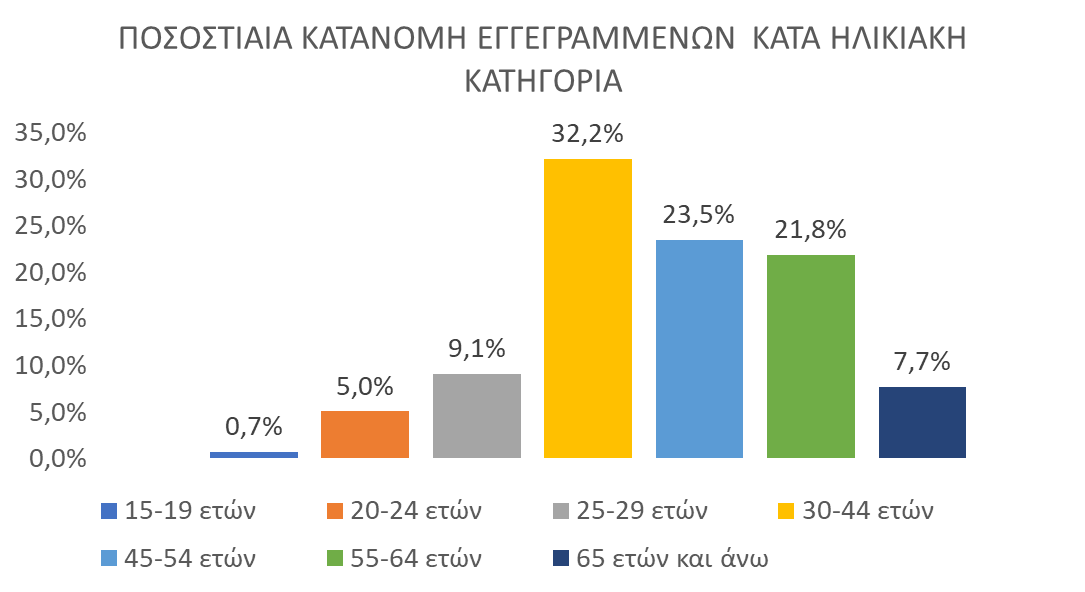 ΠΟΣΟΣΤΙΑΙΑ ΚΑΤΑΝΟΜΗ ΕΓΓΕΓΡΑΜΜΕΝΩΝ ΚΑΤΑ ΗΛΙΚΙΑΚΗ
ΚΑΤΗΓΟΡΙΑ
35,0%
30,0%
25,0%
20,0%
15,0%
10,0%
5,0%
0,0%
0,7%
5,0%
9,1%
32,2%
23,5%
21,8%
7,7%
15-19 ετών
20-24 ετών
25-29 ετών
30-44 ετών
45-54 ετών
55-64 ετών
65 ετών και άνω